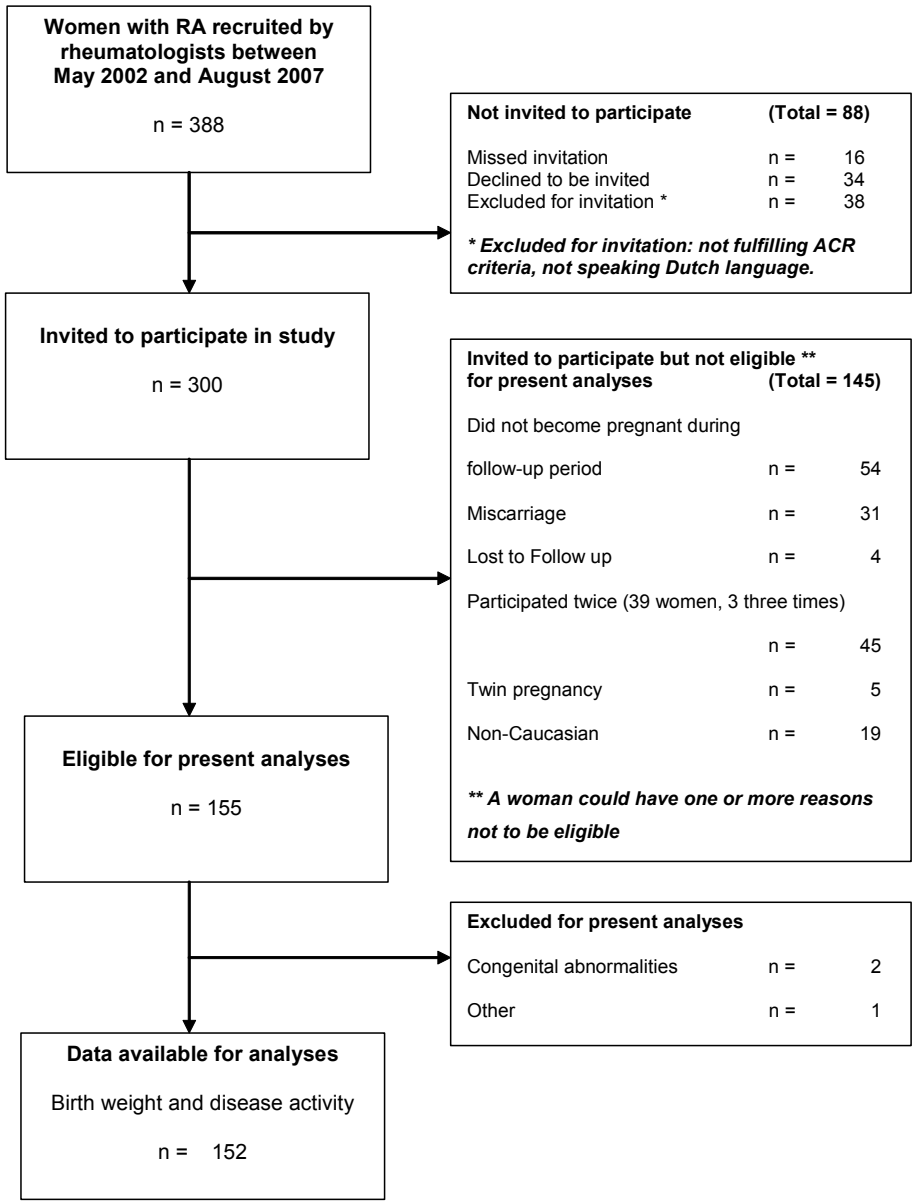 Women with RA recruited by
rheumatologists between
May 2002 and August 2007
n = 388
Not invited to participate (Total = 88)
Missed invitation n = 16
Declined to be invited n = 34
Excluded for invitation * n = 38
* Excluded for invitation: not fulfilling ACR
criteria, not speaking Dutch language.
Invited to participate in study
n = 300
Invited to participate but not eligible **
for present analyses (Total = 145)
Did not become pregnant during
follow-up period n = 54
Miscarriage n = 31
Lost to Follow up n = 4
Participated twice (39 women, 3 three times)
n = 45
Twin pregnancy n = 5
Non-Caucasian n = 19
** A woman could have one or more reasons
not to be eligible
Eligible for present analyses
n = 155
Excluded for present analyses
Congenital abnormalities n = 2
Other n = 1
Data available for analyses
Birth weight and disease activity
n = 152